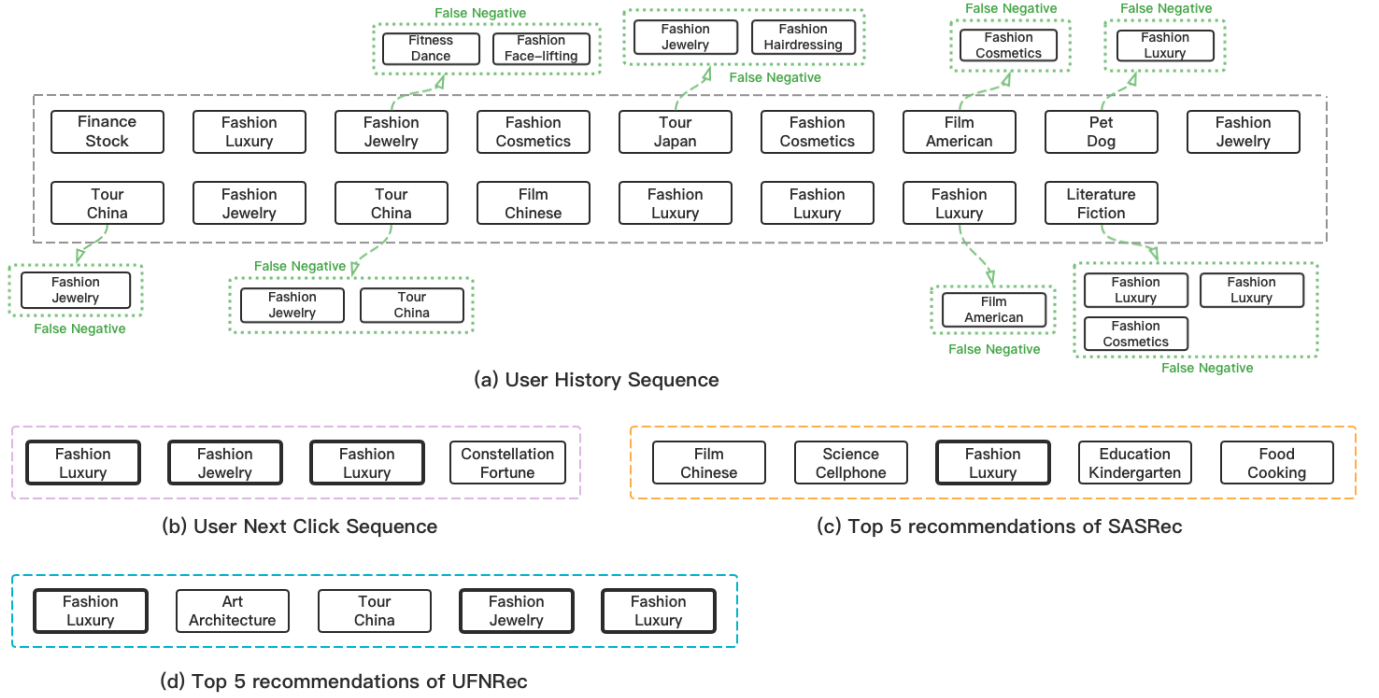 False Negative
False Negative
False Negative
Fitness
Dance
Fashion
Face-lifting
Fashion
Jewelry
Fashion
Hairdressing
False Negative
Fashion
Cosmetics
Fashion
Luxury
Finance
Stock
Fashion
Luxury
Fashion
Jewelry
Fashion
Cosmetics
Tour
Japan
Fashion
Cosmetics
Film
American
Pet
Dog
Fashion
Jewelry
Tour
China
Fashion
Jewelry
Tour
China
Film
Chinese
Fashion
Luxury
Fashion
Luxury
Fashion
Luxury
Literature
Fiction
Fashion
Jewelry
False Negative
False Negative
Fashion
Jewelry
Tour
China
Film
American
False Negative
Fashion
Luxury
Fashion
Luxury
Fashion
Cosmetics
False Negative
(a) User History Sequence
Fashion
Luxury
Fashion
Jewelry
Fashion
Luxury
Constellation
Fortune
(b) User Next Click Sequence
Film
Chinese
Science
Cellphone
Fashion
Luxury
Education
Kindergarten
Food
Cooking
(c) Top 5 recommendations of SASRec
Fashion
Luxury
Art
Architecture
Tour
China
Fashion
Jewelry
Fashion
Luxury
(d) Top 5 recommendations of UFNRec